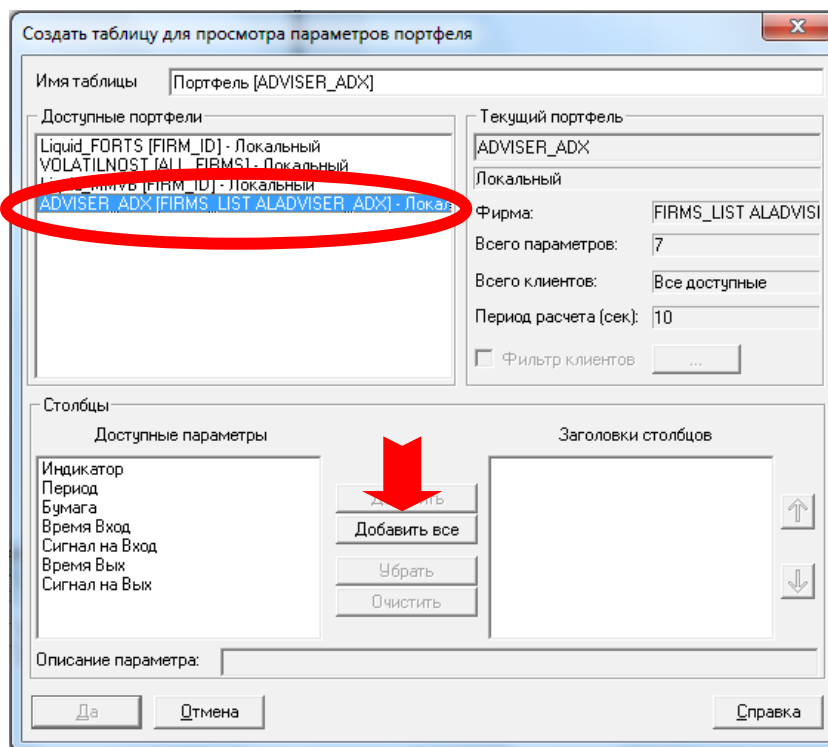 Создать таблицу для просмотра параметров портфеля
Имя таблицы Портфель [ADVISER_ADX]
Доступные портфели
Liquid_FORTS [FIRM_ID] - Локальный
VOLATILNOST [ALL_FIRMS] - Локальный
Liquid_MMVB [FIRM_ID] - Локальный
ADVISER_ADX [FIRMS_LIST ALADVISER_ADX] - Локал
Текущий портфель
ADVISER_ADX
Локальный
Фирма: FIRMS_LIST ALADVISI
Всего параметров: 7
Всего клиентов: Все доступные
Период расчета (сек): 10
Фильтр клиентов ...
Столбцы
Доступные параметры
Индикатор
Период
Бумага
Время Вход
Сигнал на Вход
Время Вых
Сигнал на Вых
Добавить все
Убрать
Очистить
Заголовки столбцов
Описание параметра:
Да Отмена Справка